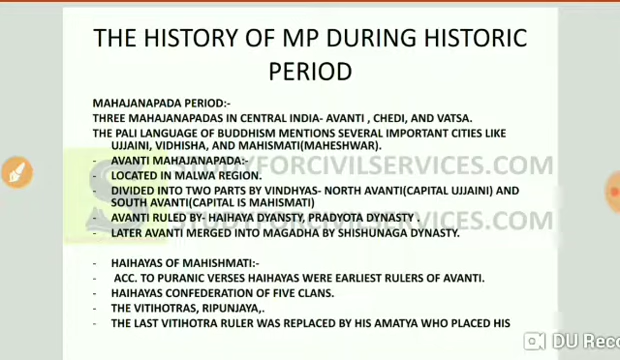 THE HISTORY OF MP DURING HISTORIC
PERIOD
MAHAJANAPADA PERIOD:-
THREE MAHAJANAPADAS IN CENTRAL INDIA- AVANTI , CHEDI, AND VATSA.
THE PALI LANGUAGE OF BUDDHISM MENTIONS SEVERAL IMPORTANT CITIES LIKE
UJJAINI, VIDHISHA, AND MAHISMATI(MAHESHWAR).
- AVANTI MAHAJANAPADA:-
STUDYFORCIVILSERVICES.COM
- LOCATED IN MALWA REGION.
- DIVIDED INTO TWO PARTS BY VINDHYAS- NORTH AVANTI(CAPITAL UJJAINI) AND
SOUTH AVANTI(CAPITAL IS MAHISMATI)
- AVANTI RULED BY- HAIHAYA DYANSTY, PRADYOTA DYNASTY .
STUDYFORCIVILSERVICES.COM
- LATER AVANTI MERGED INTO MAGADHA BY SHISHUNAGA DYNASTY.
- HAIHAYAS OF MAHISHMATI:-
- ACC. TO PURANIC VERSES HAIHAYAS WERE EARLIEST RULERS OF AVANTI.
- HAIHAYAS CONFEDERATION OF FIVE CLANS.
- THE VITIHOTRAS, RIPUNJAYA,.
- THE LAST VITIHOTRA RULER WAS REPLACED BY HIS AMATYA WHO PLACED HIS
DU Reco